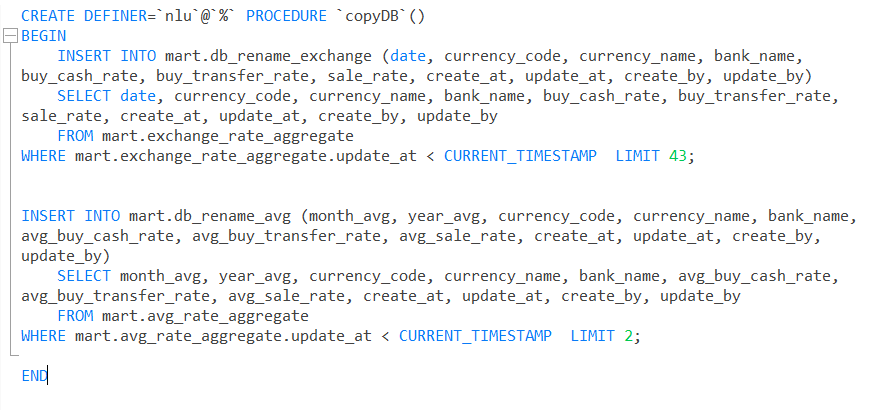 CREATE DEFINER=`nlu`@`%` PROCEDURE `copyDB`()
BEGIN
    INSERT INTO mart.db_rename_exchange (date, currency_code, currency_name, bank_name,
buy_cash_rate, buy_transfer_rate, sale_rate, create_at, update_at, create_by, update_by)
    SELECT date, currency_code, currency_name, bank_name, buy_cash_rate, buy_transfer_rate,
sale_rate, create_at, update_at, create_by, update_by
    FROM mart.exchange_rate_aggregate
WHERE mart.exchange_rate_aggregate.update_at < CURRENT_TIMESTAMP  LIMIT 43;
INSERT INTO mart.db_rename_avg (month_avg, year_avg, currency_code, currency_name, bank_name,
avg_buy_cash_rate, avg_buy_transfer_rate, avg_sale_rate, create_at, update_at, create_by,
update_by)
    SELECT month_avg, year_avg, currency_code, currency_name, bank_name, avg_buy_cash_rate,
avg_buy_transfer_rate, avg_sale_rate, create_at, update_at, create_by, update_by
    FROM mart.avg_rate_aggregate
WHERE mart.avg_rate_aggregate.update_at < CURRENT_TIMESTAMP  LIMIT 2;
END